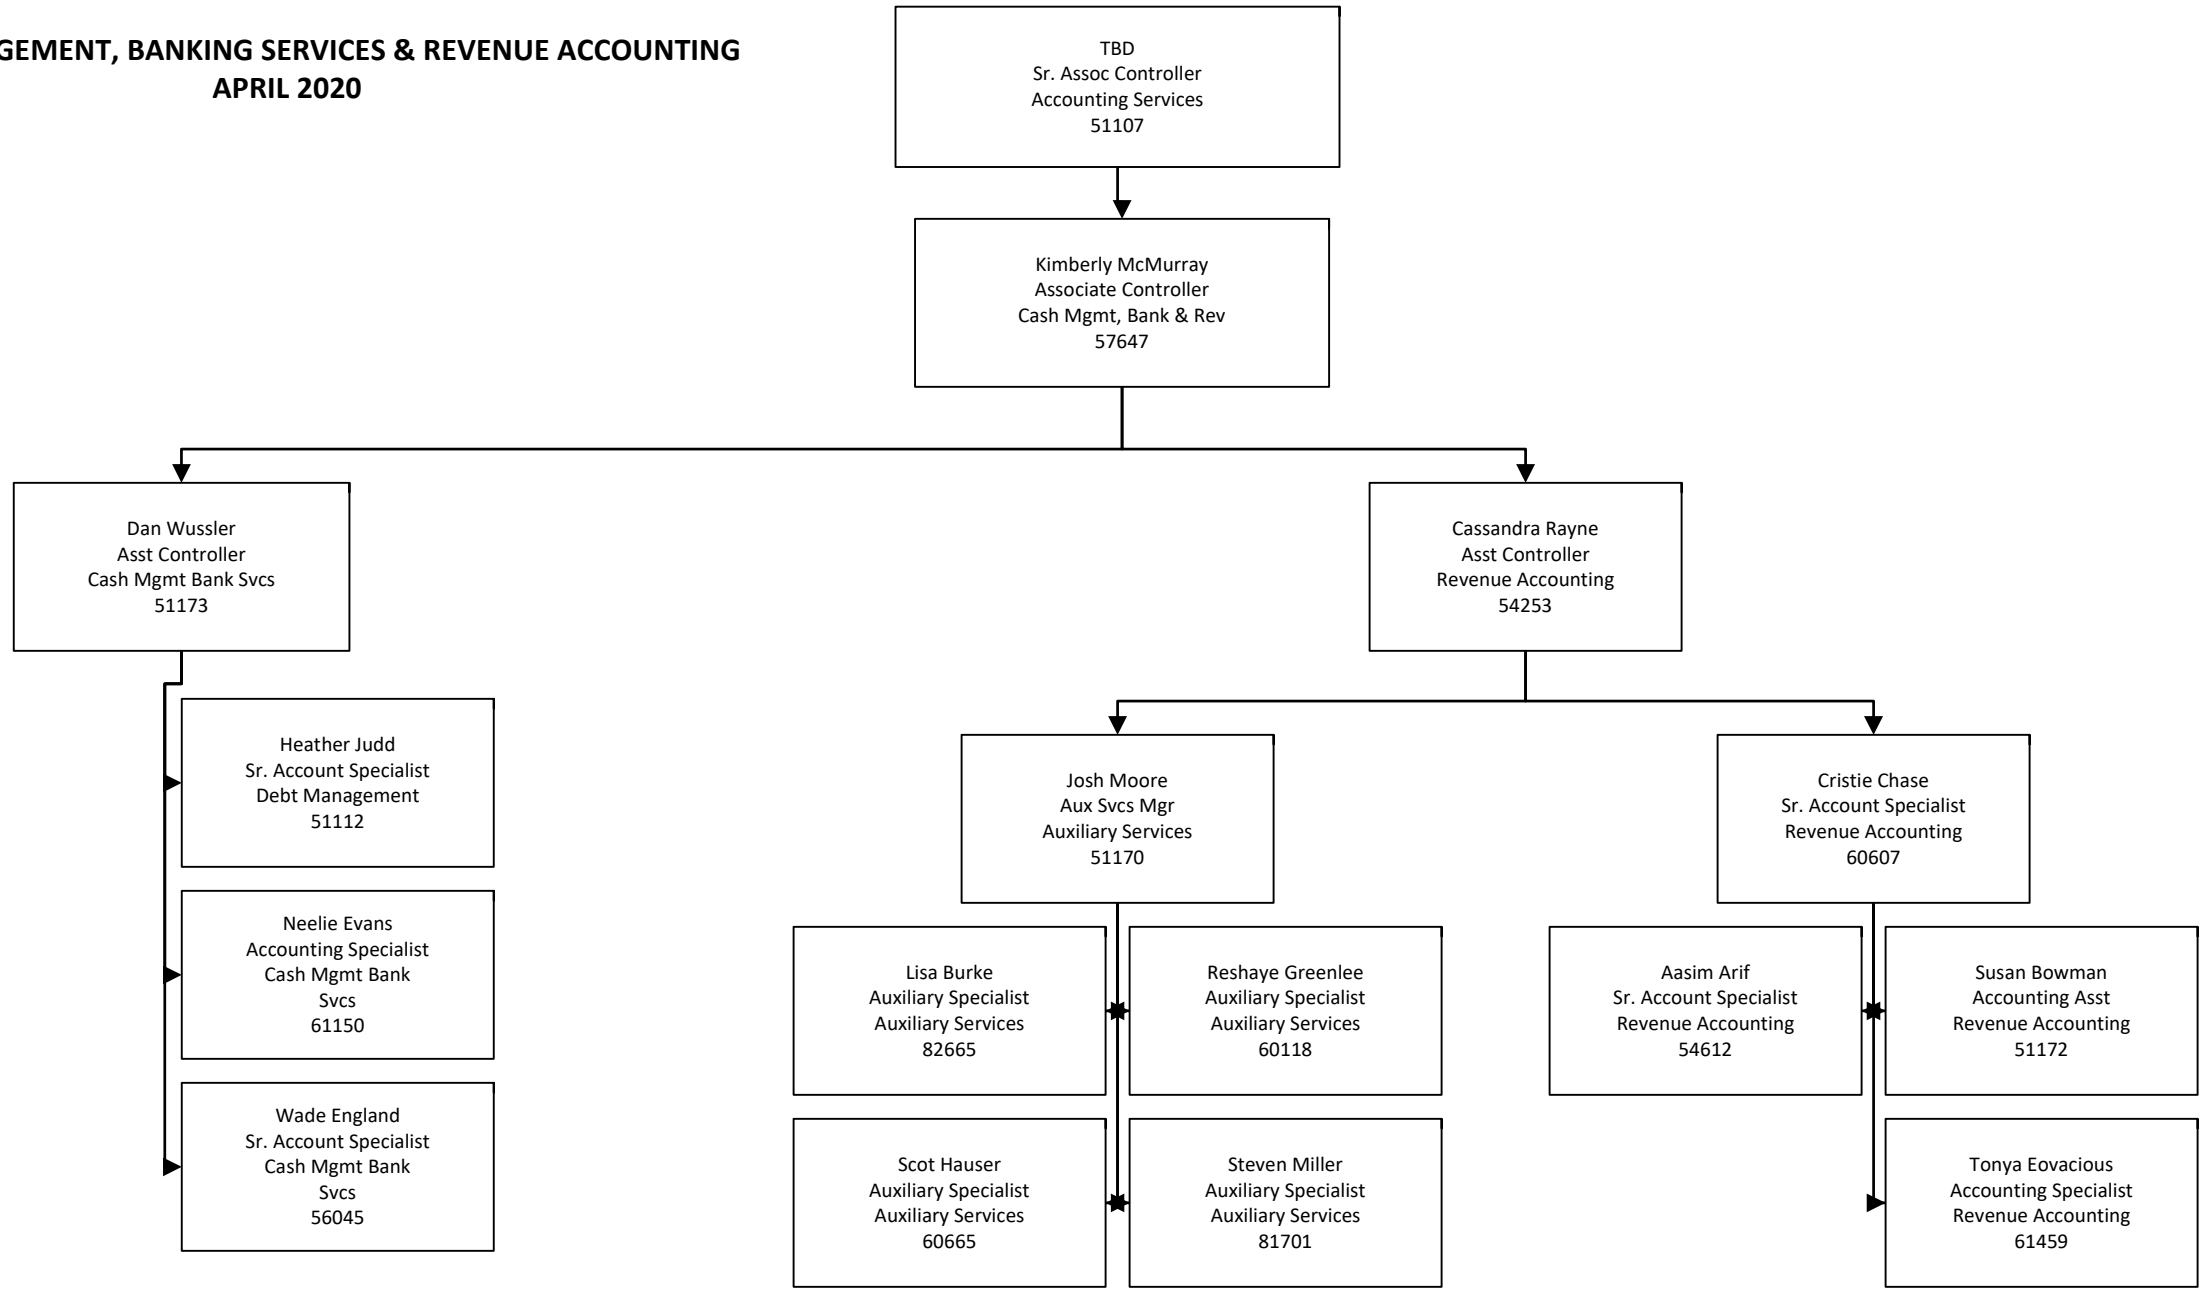 GEMENT, BANKING SERVICES & REVENUE ACCOUNTING
APRIL 2020
TBD
Sr. Assoc Controller
Accounting Services
51107
Kimberly McMurray
Associate Controller
Cash Mgmt, Bank & Rev
57647
Dan Wussler
Asst Controller
Cash Mgmt Bank Svcs
51173
Cassandra Rayne
Asst Controller
Revenue Accounting
54253
Heather Judd
Sr. Account Specialist
Debt Management
51112
Neelie Evans
Accounting Specialist
Cash Mgmt Bank
Svcs
61150
Wade England
Sr. Account Specialist
Cash Mgmt Bank
Svcs
56045
Josh Moore
Aux Svcs Mgr
Auxiliary Services
51170
Cristie Chase
Sr. Account Specialist
Revenue Accounting
60607
Lisa Burke
Auxiliary Specialist
Auxiliary Services
82665
Reshaye Greenlee
Auxiliary Specialist
Auxiliary Services
60118
Scot Hauser
Auxiliary Specialist
Auxiliary Services
60665
Steven Miller
Auxiliary Specialist
Auxiliary Services
81701
Aasim Arif
Sr. Account Specialist
Revenue Accounting
54612
Susan Bowman
Accounting Asst
Revenue Accounting
51172
Tonya Eovacious
Accounting Specialist
Revenue Accounting
61459